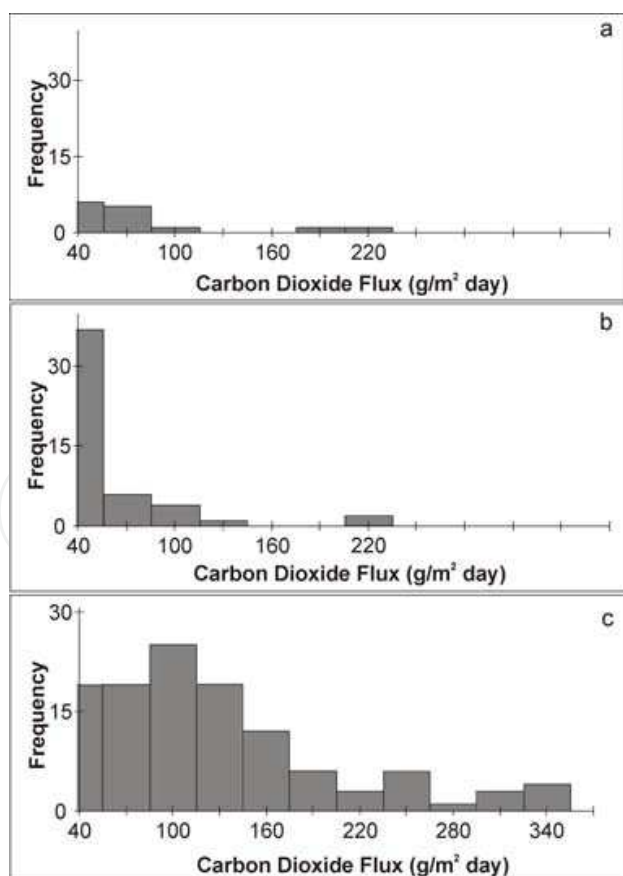 a
30
15
0
Frequency
40 100 160 220
Carbon Dioxide Flux (g/m² day)
b
30
15
0
Frequency
40 100 160 220
Carbon Dioxide Flux (g/m² day)
c
30
15
0
Frequency
40 100 160 220 280 340
Carbon Dioxide Flux (g/m² day)